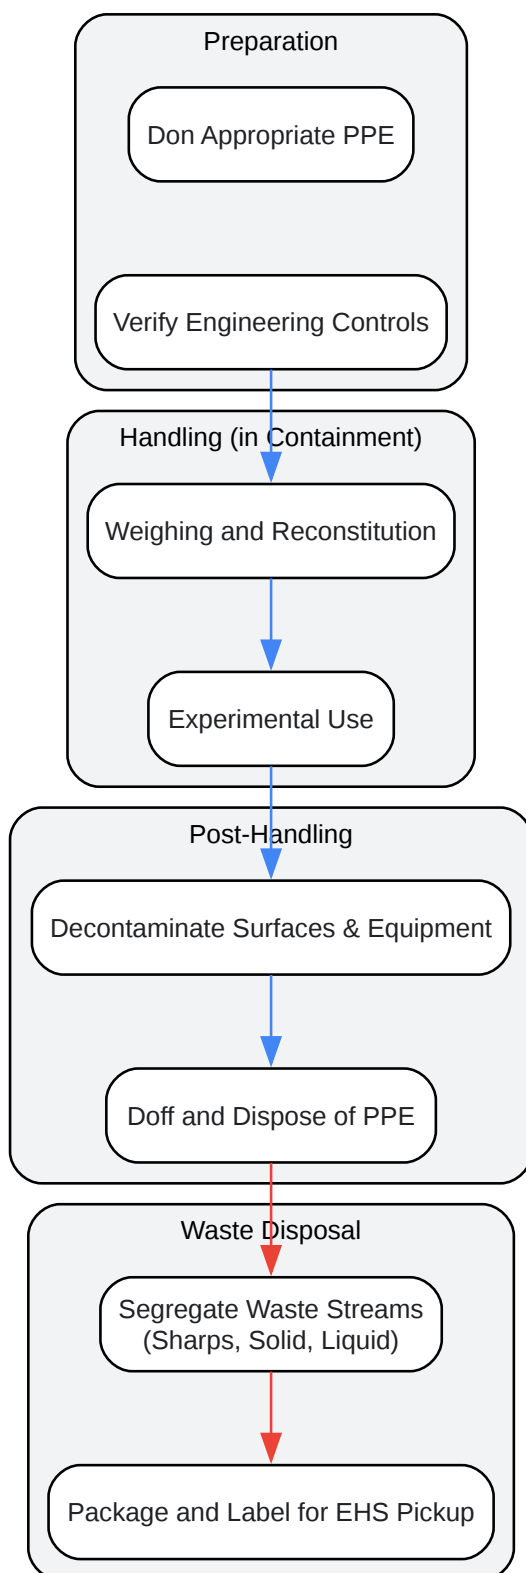 Preparation
Don Appropriate PPE
Verify Engineering Controls
Handling (in Containment)
Weighing and Reconstitution
Experimental Use
Post-Handling
Decontaminate Surfaces & Equipment
Doff and Dispose of PPE
Waste Disposal
Segregate Waste Streams
(Sharps, Solid, Liquid)
Package and Label for EHS Pickup